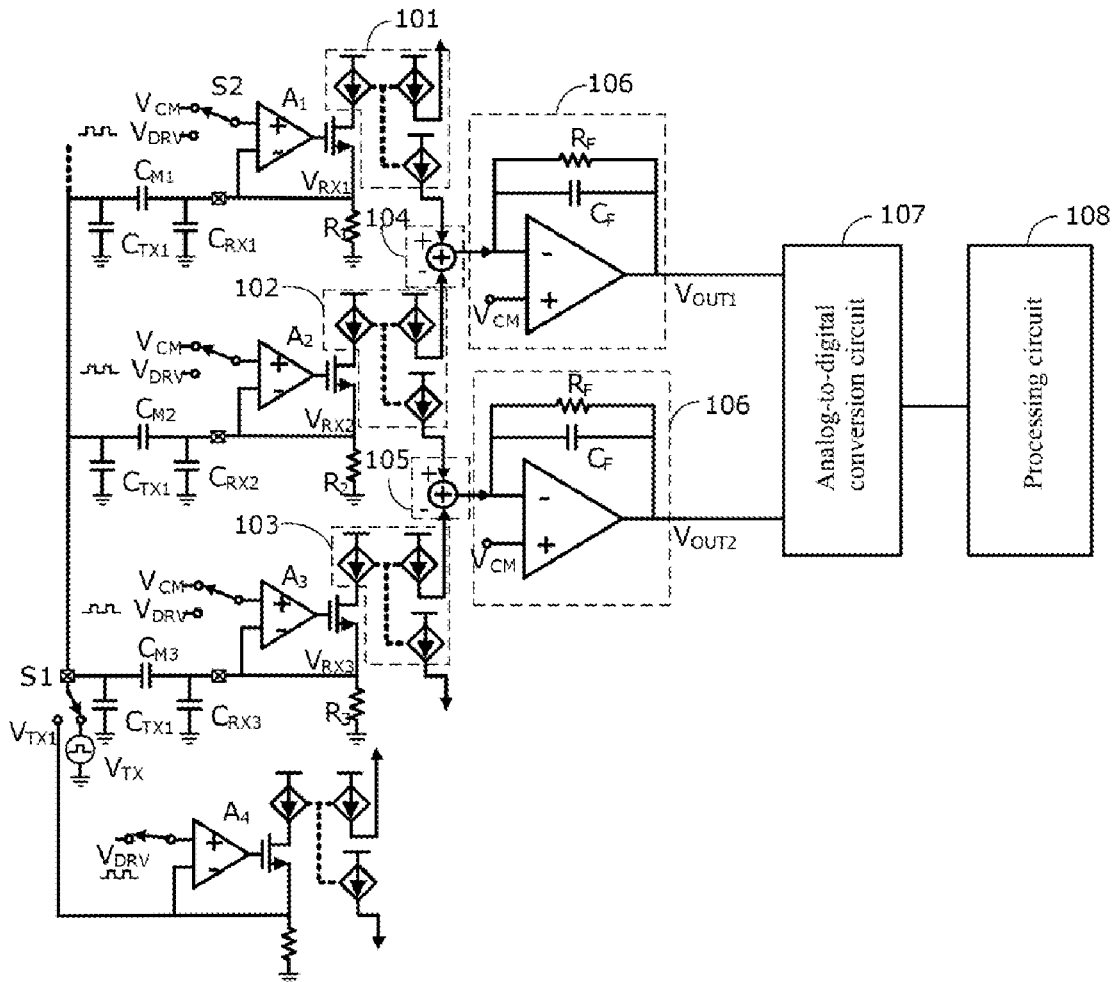 101
S2
A1
VCM
VDRV
+
-
106
RF
CM1
VRX1
CF
104
+
-
CTX1
CRX1
R1
-
+
VCM
VOUT1
107
108
102
A2
VCM
VDRV
+
-
CM2
VRX2
RF
106
CF
105
+
-
CTX1
CRX2
R2
-
+
VCM
VOUT2
Analog-to-digital
conversion circuit
Processing circuit
103
A3
VCM
VDRV
+
-
CM3
VRX3
S1
CTX1
CRX3
R3
VTX1
VTX
A4
VDRV
+
-